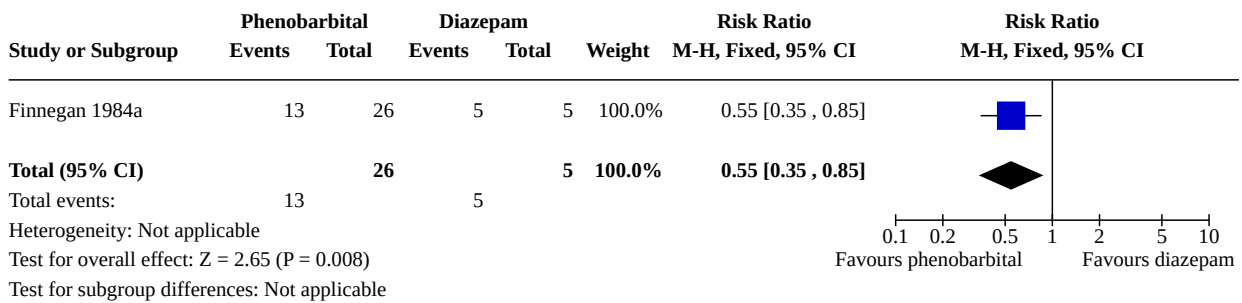 Phenobarbital Diazepam Risk Ratio Risk Ratio
Study or Subgroup Events Total Events Total Weight M-H, Fixed, 95% CI M-H, Fixed, 95% CI
Finnegan 1984a 13 26 5 5 100.0% 0.55 [0.35 , 0.85]
Total (95% CI) 26 5 100.0% 0.55 [0.35 , 0.85]
Total events: 13 5
Heterogeneity: Not applicable
0.1 0.2 0.5 1 2 5 10
Test for overall effect: Z = 2.65 (P = 0.008)
Favours phenobarbital Favours diazepam
Test for subgroup differences: Not applicable